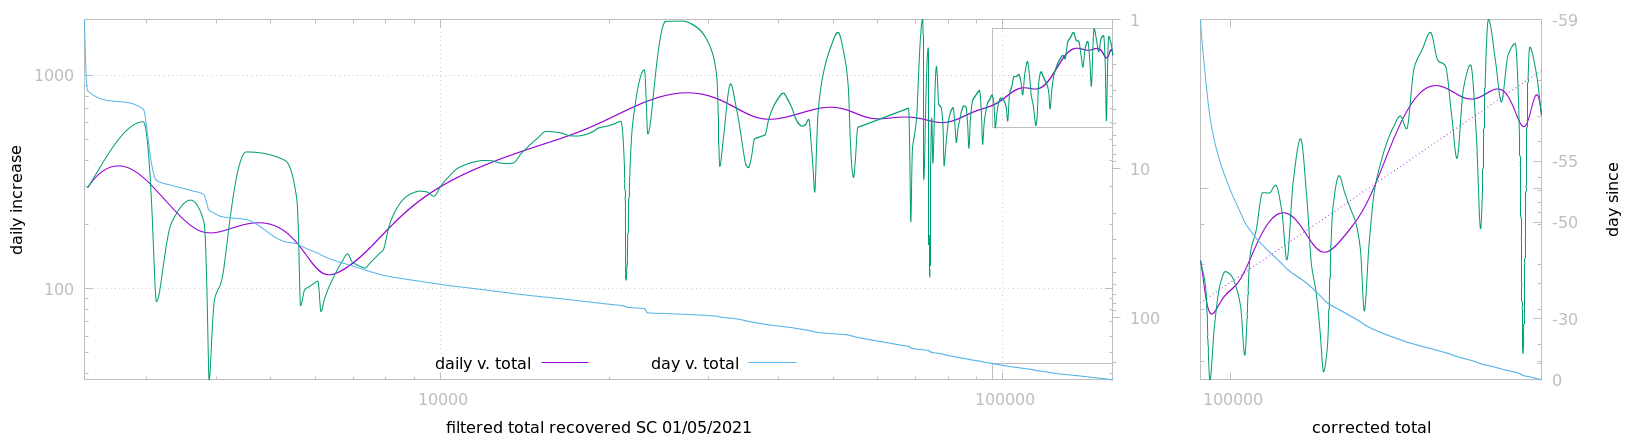 daily increase
1000
100
daily v. total
day v. total
10000
100000
filtered total recovered SC 01/05/2021
1
10
100
100000
corrected total
-59
-55
-50
-30
0
day since